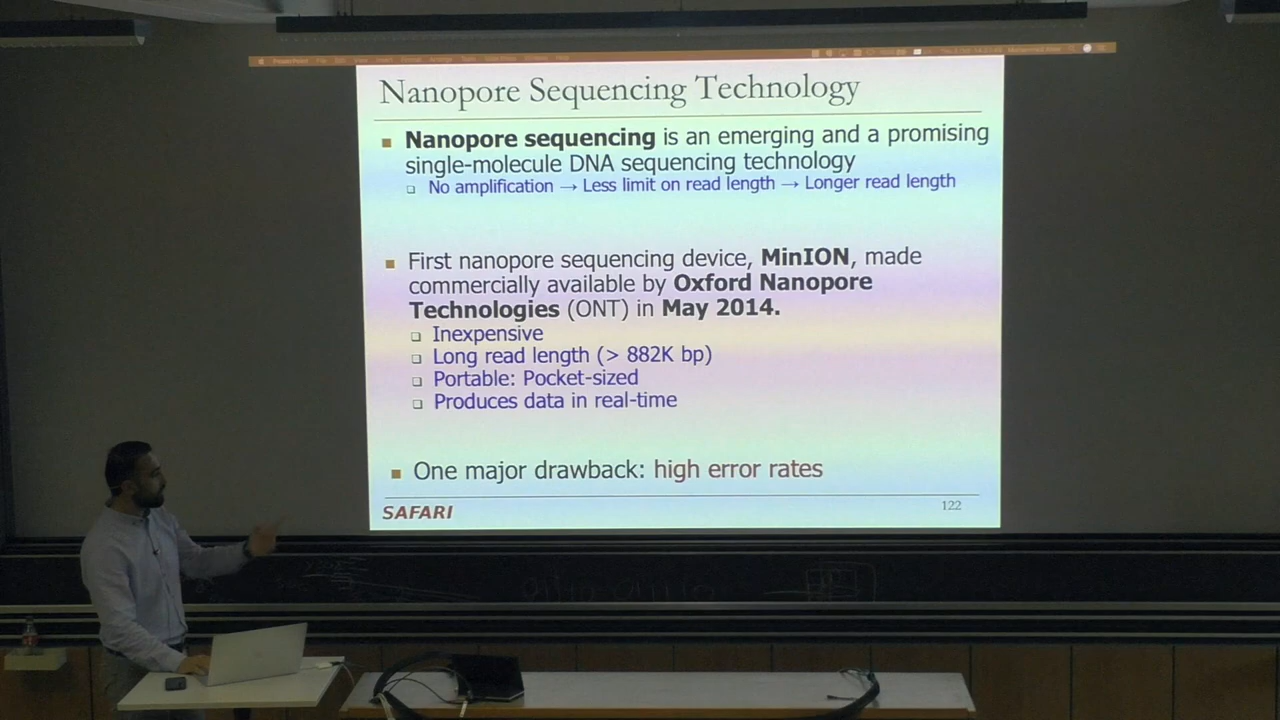 Nanopore Sequencing Technology
Nanopore sequencing is an emerging and a promising
single-molecule DNA sequencing technology
No amplification → Less limit on read length → Longer read length
First nanopore sequencing device, MinION, made
commercially available by Oxford Nanopore
Technologies (ONT) in May 2014.
Inexpensive
Long read length (> 882K bp)
Portable: Pocket-sized
Produces data in real-time
One major drawback: high error rates
SAFARI
122